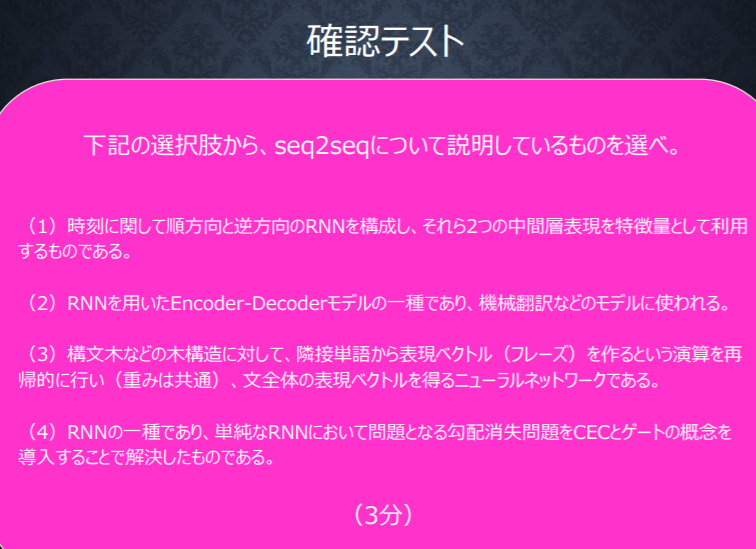 確認テスト
下記の選択肢から、seq2seqについて説明しているものを選べ。
（1）時刻に関して順方向と逆方向のRNNを構成し、それら2つの中間層表現を特徴量として利用
するものである。
（2）RNNを用いたEncoder-Decoderモデルの一種であり、機械翻訳などのモデルに使われる。
（3）構文木などの木構造に対して、隣接単語から表現ベクトル（フレーズ）を作るという演算を再
帰的に行い（重みは共通）、文全体の表現ベクトルを得るニューラルネットワークである。
（4）RNNの一種であり、単純なRNNにおいて問題となる勾配消失問題をCECとゲートの概念を
導入することで解決したものである。
（3分）